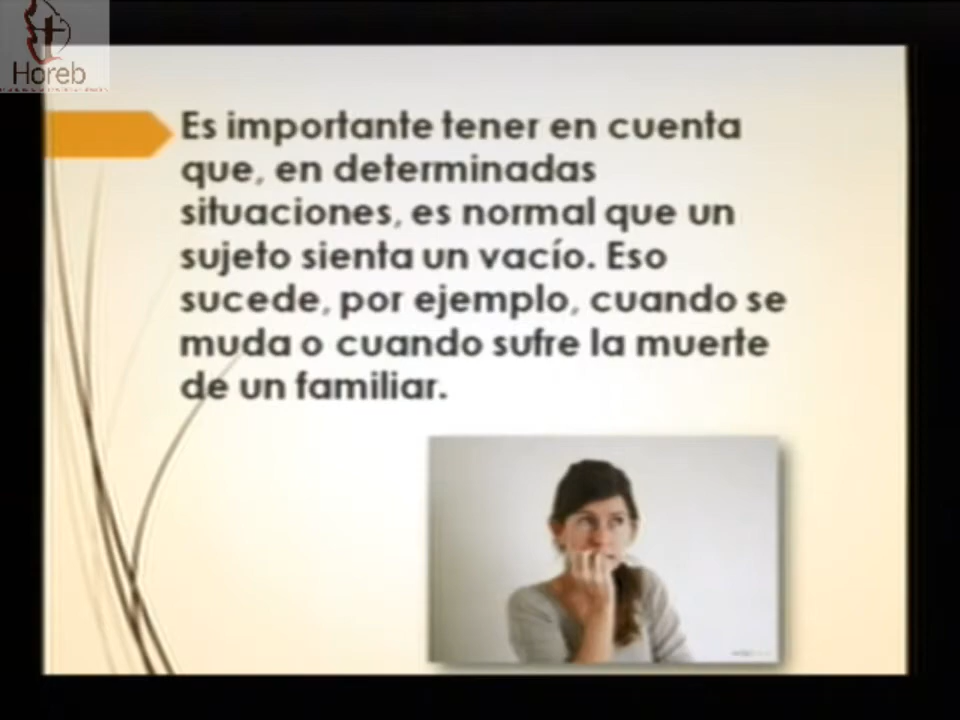 Horeb
Es importante tener en cuenta
que, en determinadas
situaciones, es normal que un
sujeto sienta un vacío. Eso
sucede, por ejemplo, cuando se
muda o cuando sufre la muerte
de un familiar.